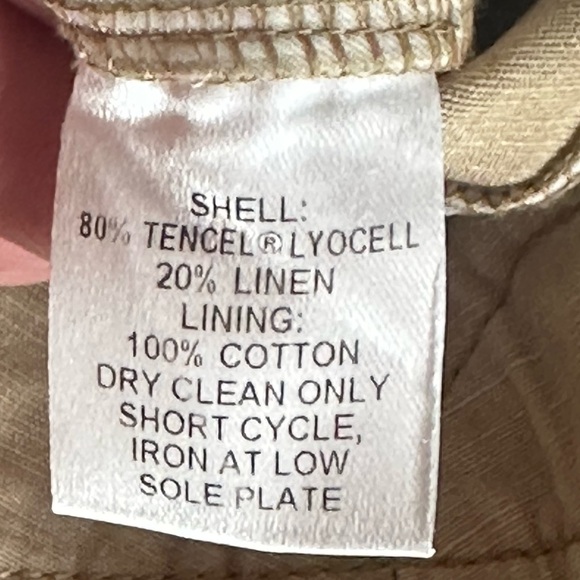 SHELL:
80% TENCEL® LYOCELL
20% LINEN
LINING:
100% COTTON
DRY CLEAN ONLY
SHORT CYCLE,
IRON AT LOW
SOLE PLATE